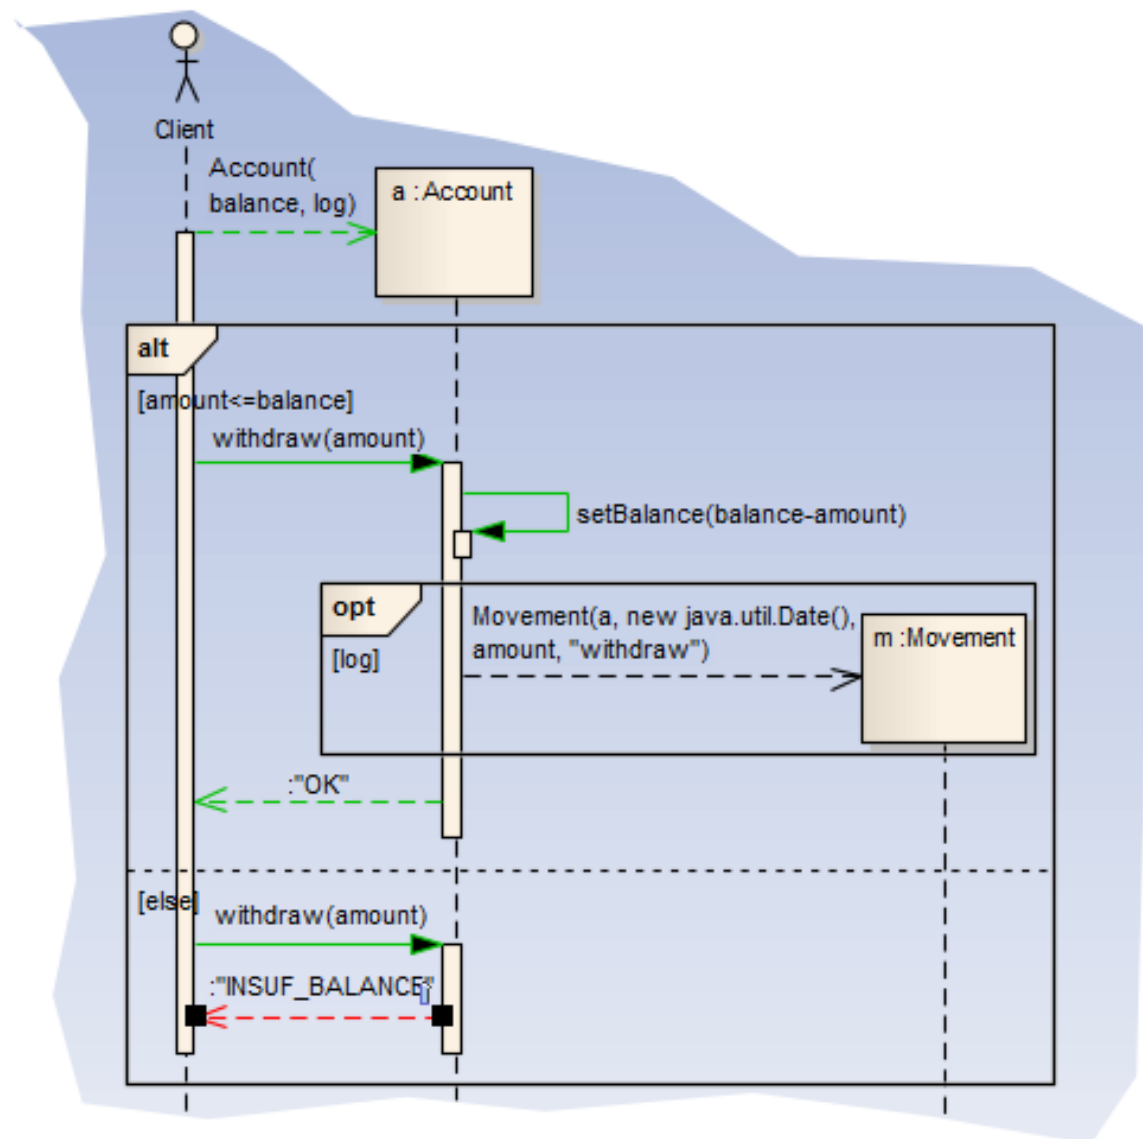 Client
Account(
balance, log)
a :Account
alt
[amount<=balance]
withdraw(amount)
setBalance(balance-amount)
opt
[log]
Movement(a, new java.util.Date(),
amount, "withdraw")
m :Movement
:"OK"
[else]
withdraw(amount)
:"INSUF_BALANCE"